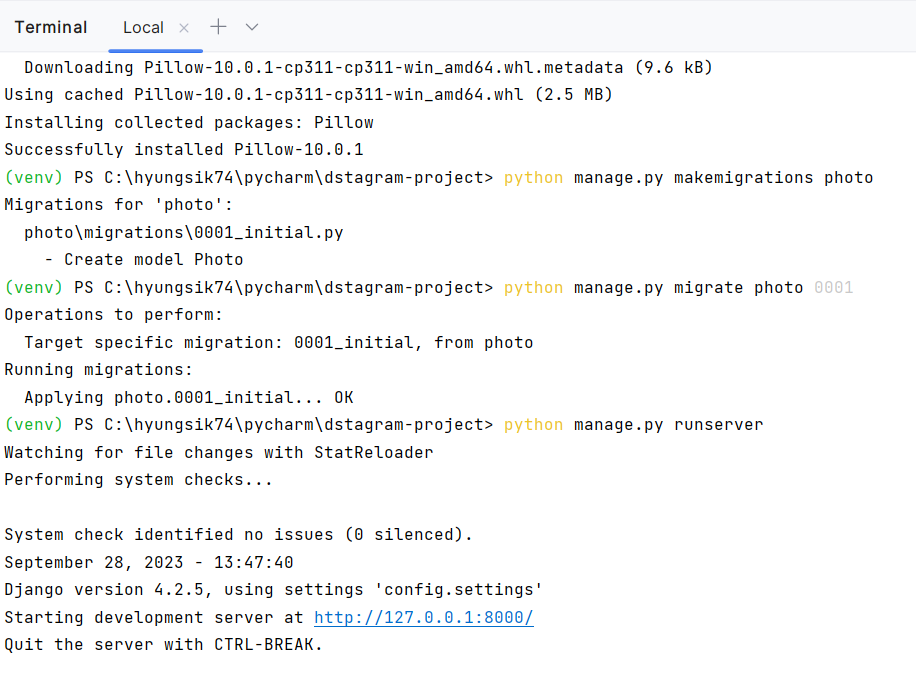 Terminal Local
Downloading Pillow-10.0.1-cp311-cp311-win_amd64.whl.metadata (9.6 kB)
Using cached Pillow-10.0.1-cp311-cp311-win_amd64.whl (2.5 MB)
Installing collected packages: Pillow
Successfully installed Pillow-10.0.1
(venv) PS C:\hyungsik74\pycharm\dstagram-project> python manage.py makemigrations photo
Migrations for 'photo':
  photo\migrations\0001_initial.py
    - Create model Photo
(venv) PS C:\hyungsik74\pycharm\dstagram-project> python manage.py migrate photo 0001
Operations to perform:
  Target specific migration: 0001_initial, from photo
Running migrations:
  Applying photo.0001_initial... OK
(venv) PS C:\hyungsik74\pycharm\dstagram-project> python manage.py runserver
Watching for file changes with StatReloader
Performing system checks...

System check identified no issues (0 silenced).
September 28, 2023 - 13:47:40
Django version 4.2.5, using settings 'config.settings'
Starting development server at http://127.0.0.1:8000/
Quit the server with CTRL-BREAK.